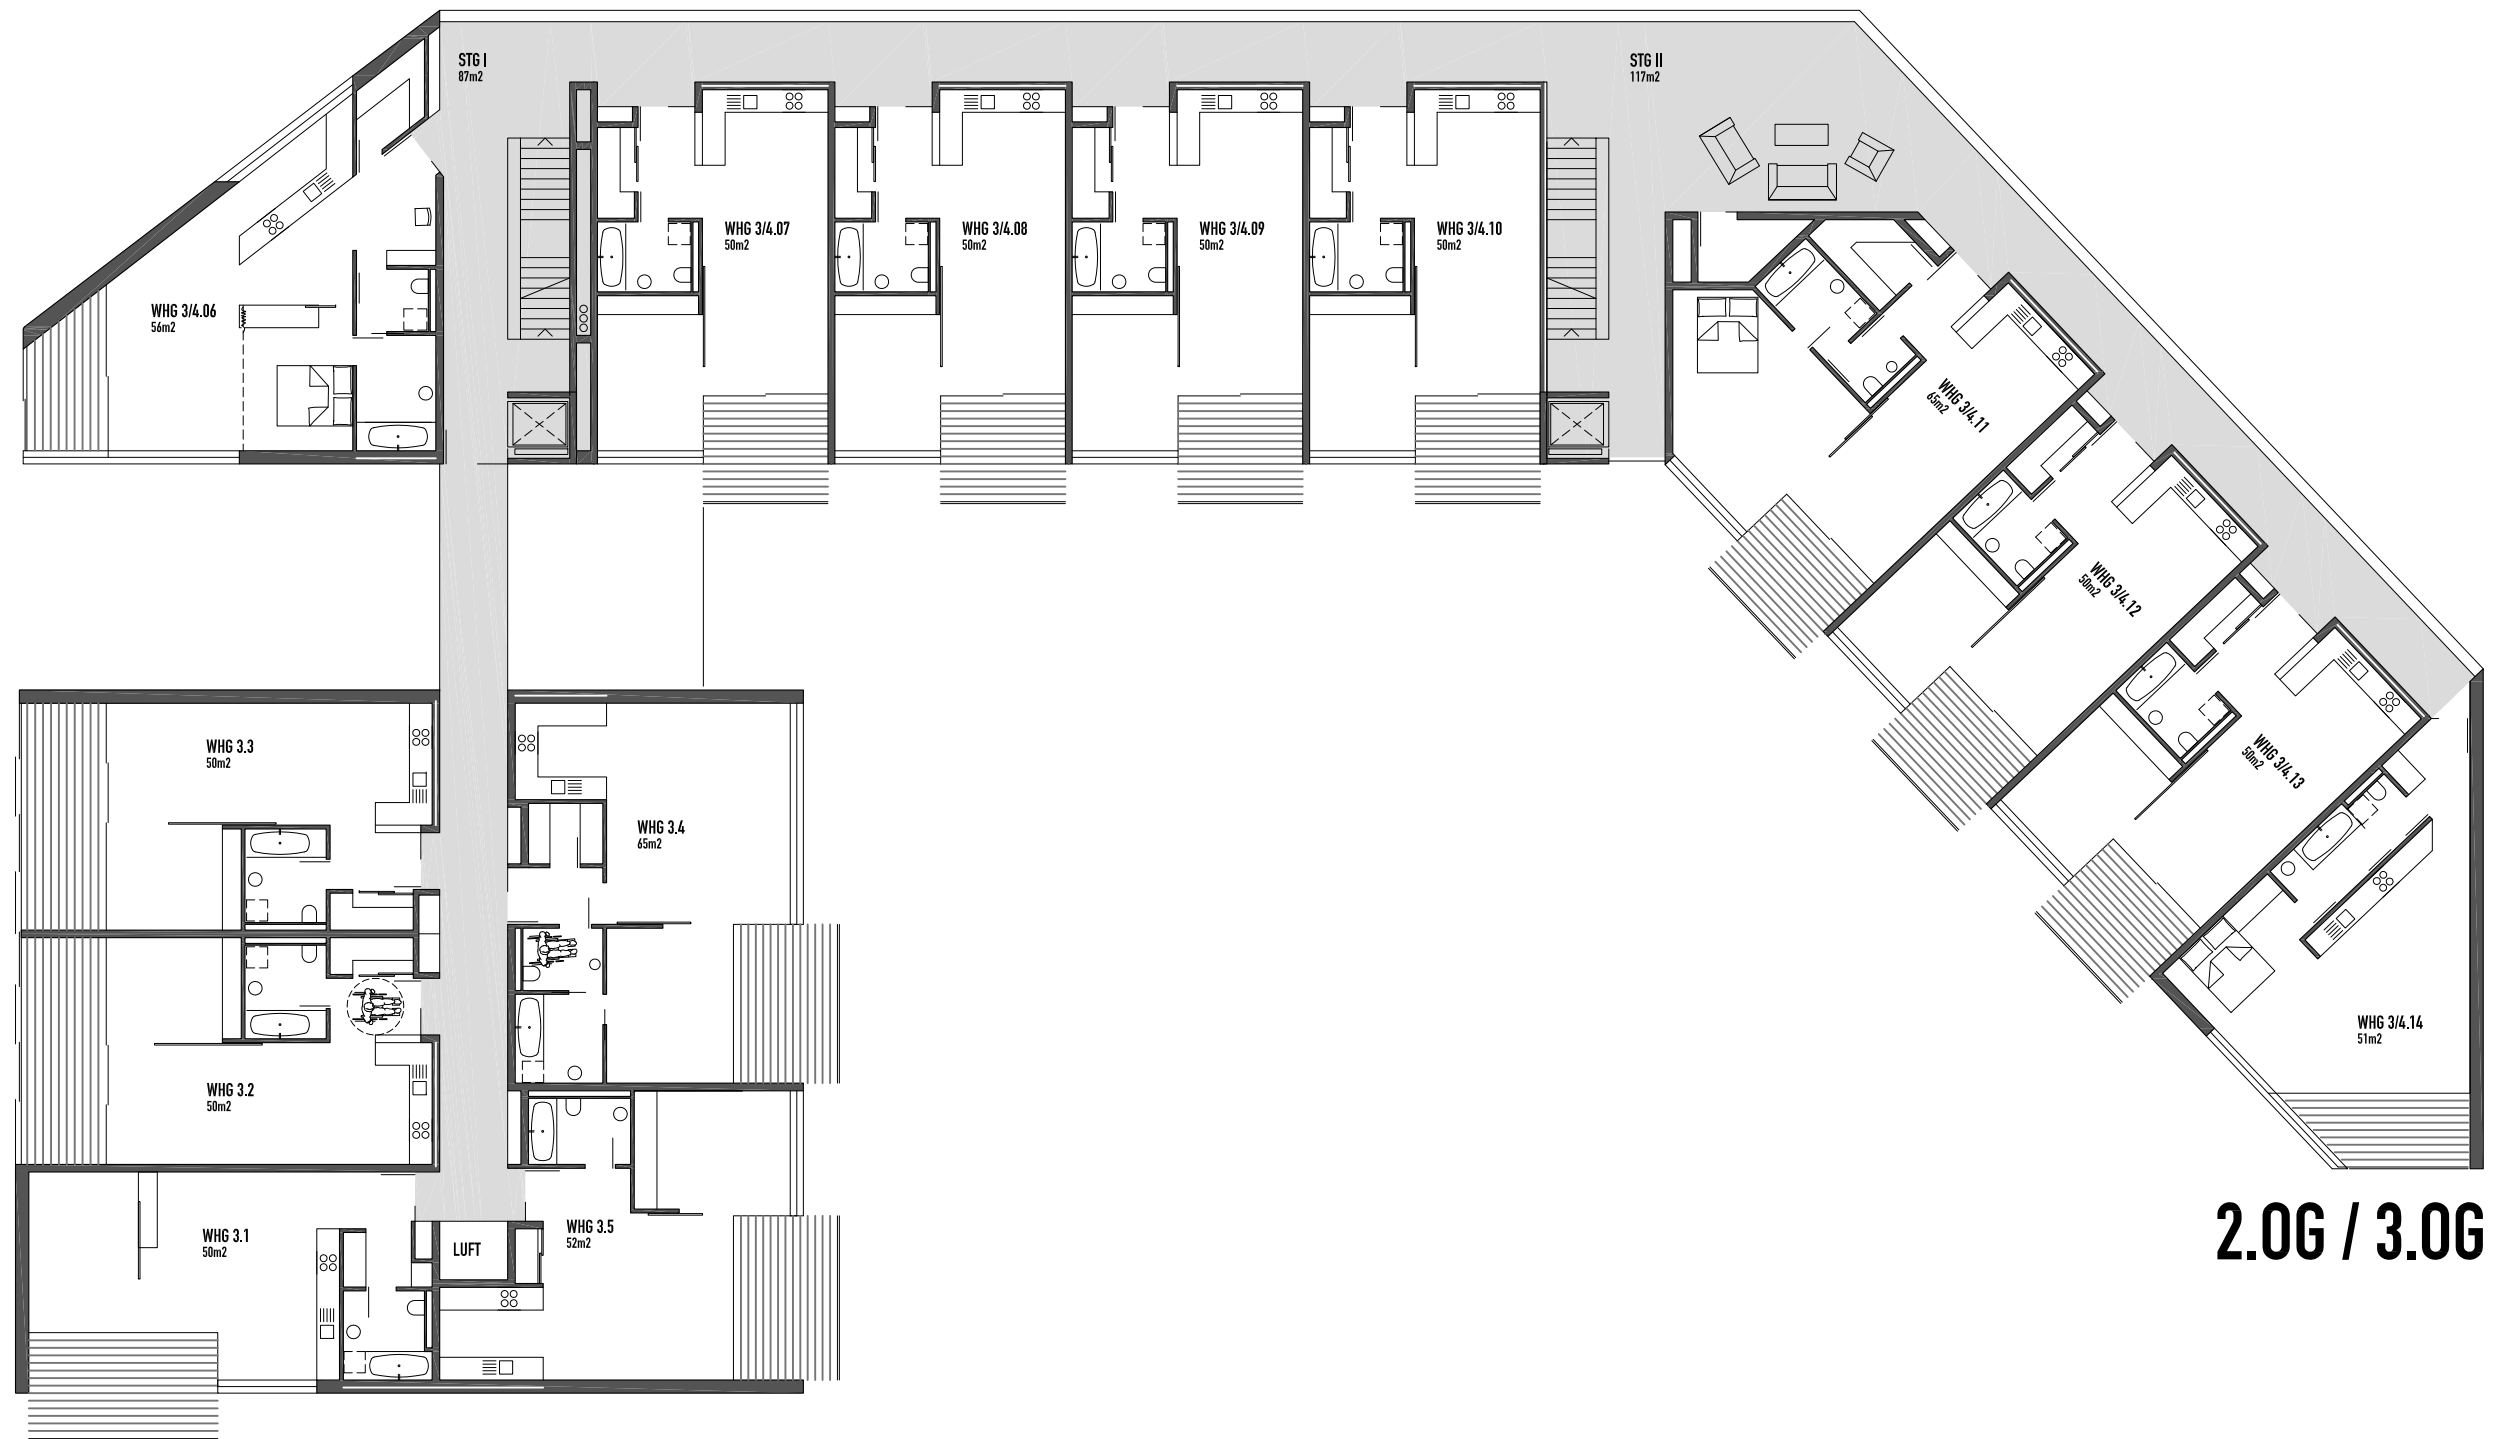 STG I
87m2
STG II
117m2
WHG 3/4.07
50m2
WHG 3/4.08
50m2
WHG 3/4.09
50m2
WHG 3/4.10
50m2
WHG 3/4.06
56m2
WHG 3/4.11
65m2
WHG 3/4.12
50m2
WHG 3/4.13
50m2
WHG 3.3
50m2
WHG 3.4
65m2
WHG 3/4.14
51m2
WHG 3.2
50m2
WHG 3.1
50m2
LUFT
WHG 3.5
52m2
2.OG / 3.OG